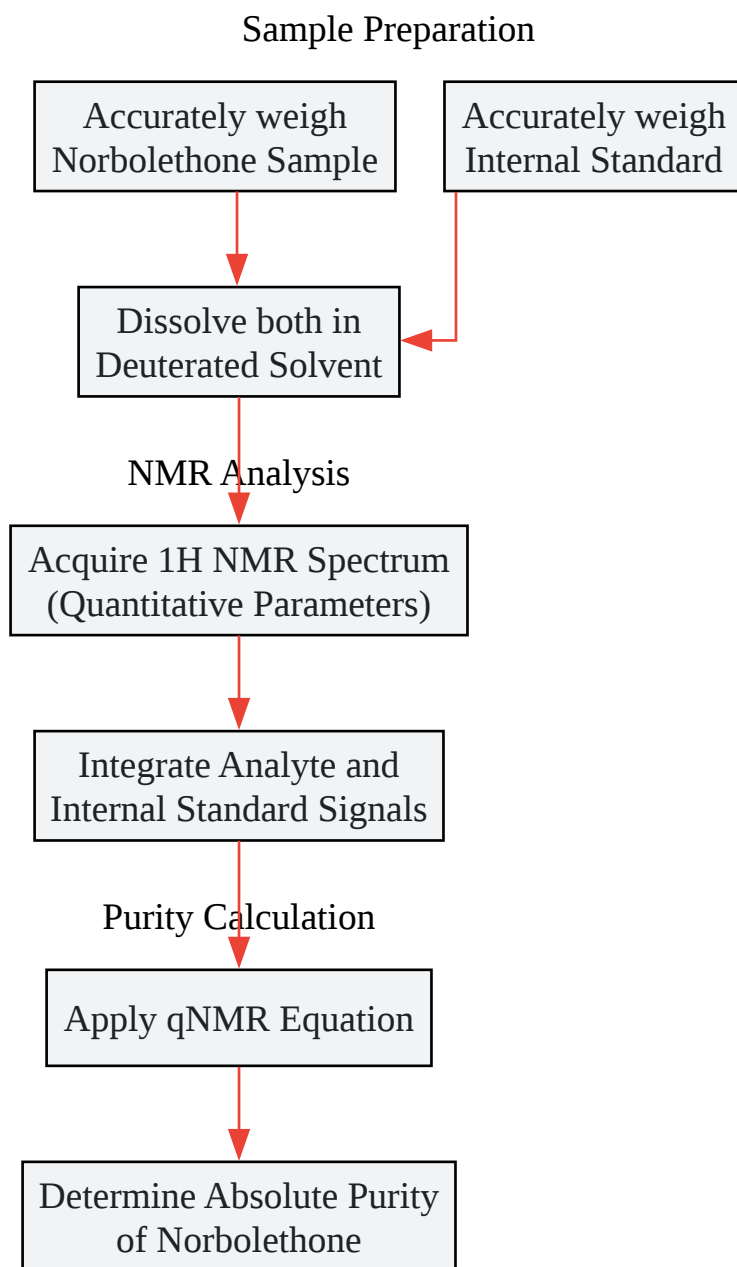 Sample Preparation
Accurately weigh
Norbolethone Sample
Accurately weigh
Internal Standard
Dissolve both in
Deuterated Solvent
NMR Analysis
Acquire 1H NMR Spectrum
(Quantitative Parameters)
Integrate Analyte and
Internal Standard Signals
Purity Calculation
Apply qNMR Equation
Determine Absolute Purity
of Norbolethone